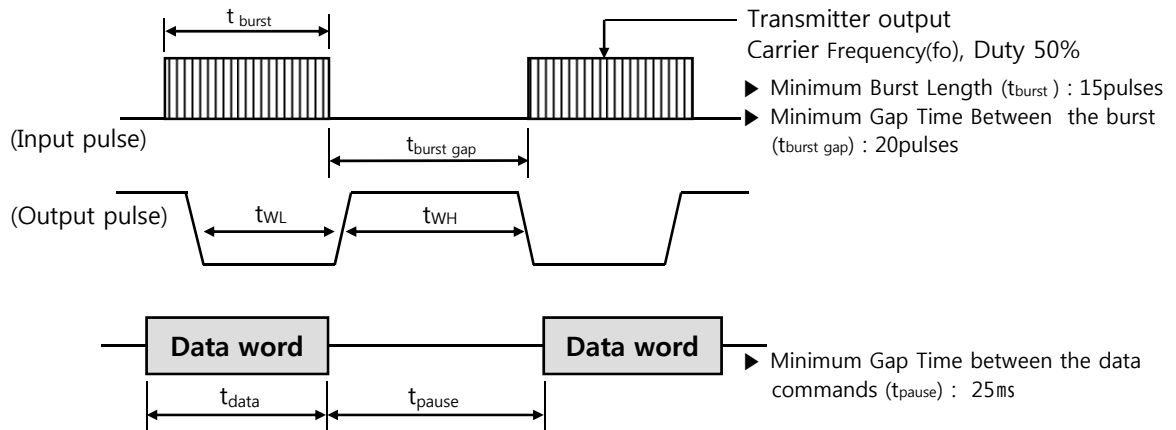 t burst
Transmitter output
Carrier Frequency(fo), Duty 50%
▶ Minimum Burst Length (tburst ) : 15pulses
▶ Minimum Gap Time Between the burst
(tburst gap) : 20pulses
(Input pulse)
tburst gap
(Output pulse)
tWL
tWH
Data word
Data word
▶ Minimum Gap Time between the data
commands (tpause) : 25㎳
tdata
tpause